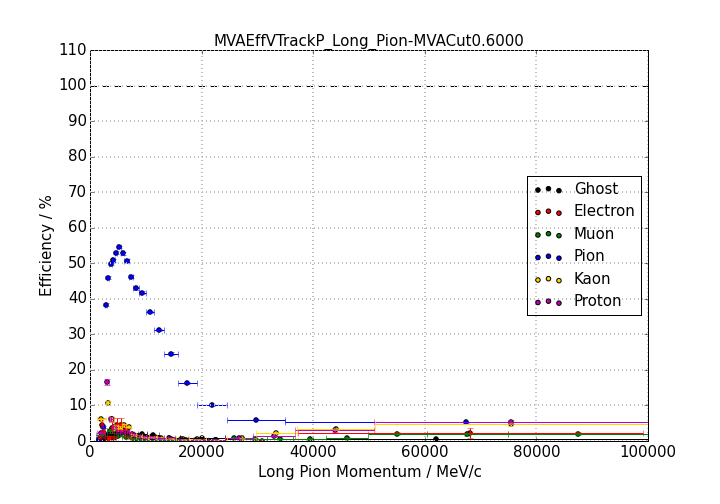 MVAEffVTrackP_Long_Pion-MVACut0.6000
110
100
90
80
70
60
50
40
30
20
10
0
Efficiency / %
Ghost
Electron
Muon
Pion
Kaon
Proton
0 20000 40000 60000 80000 100000
Long Pion Momentum / MeV/c